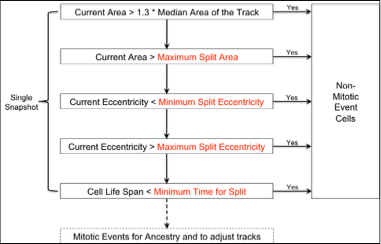 Current Area > 1.3 * Median Area of the Track
Yes
Current Area > Maximum Split Area
Yes
Single
Snapshot
Current Eccentricity < Minimum Split Eccentricity
Yes
Non-
Mitotic
Event
Cells
Current Eccentricity > Maximum Split Eccentricity
Yes
Cell Life Span < Minimum Time for Split
Yes
Mitotic Events for Ancestry and to adjust tracks